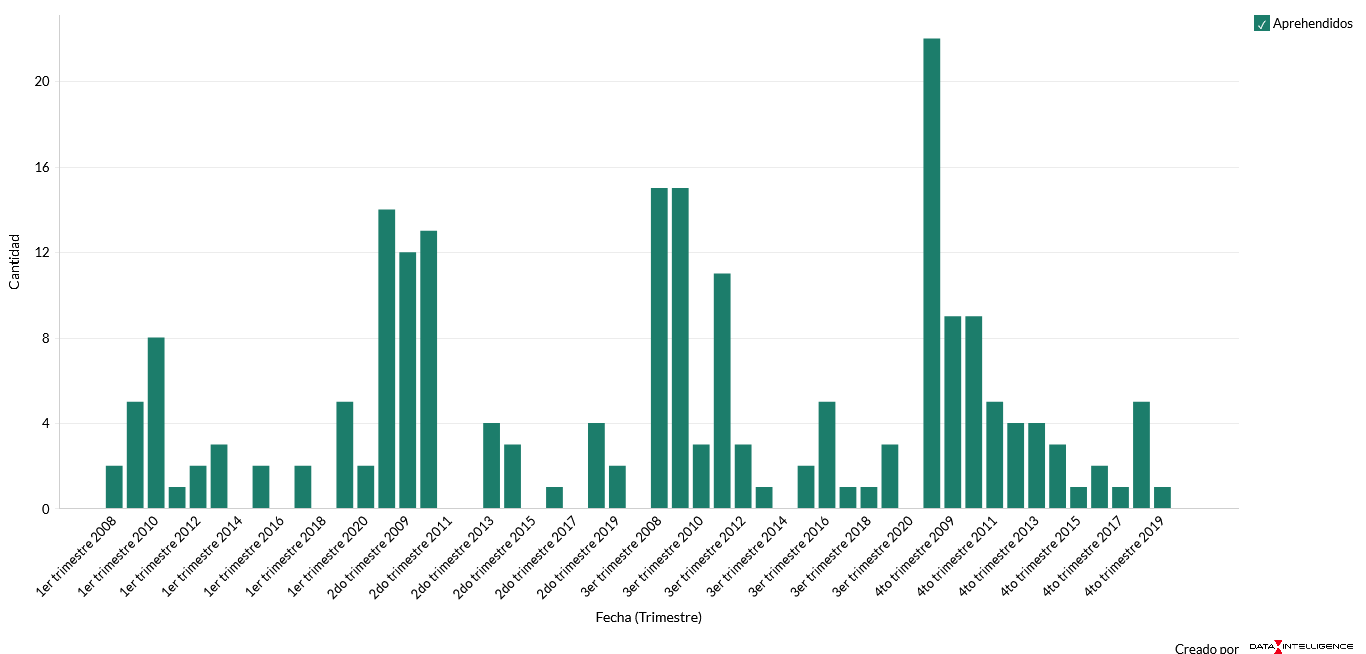 Aprehendidos
20
16
12
8
4
0
Cantidad
1er trimestre 2008
1er trimestre 2010
1er trimestre 2012
1er trimestre 2014
1er trimestre 2016
1er trimestre 2018
1er trimestre 2020
2do trimestre 2009
2do trimestre 2011
2do trimestre 2013
2do trimestre 2015
2do trimestre 2017
2do trimestre 2019
3er trimestre 2008
3er trimestre 2010
3er trimestre 2012
3er trimestre 2014
3er trimestre 2016
3er trimestre 2018
3er trimestre 2020
4to trimestre 2009
4to trimestre 2011
4to trimestre 2013
4to trimestre 2015
4to trimestre 2017
4to trimestre 2019
Fecha (Trimestre)
Creado por DATA INTELLIGENCE